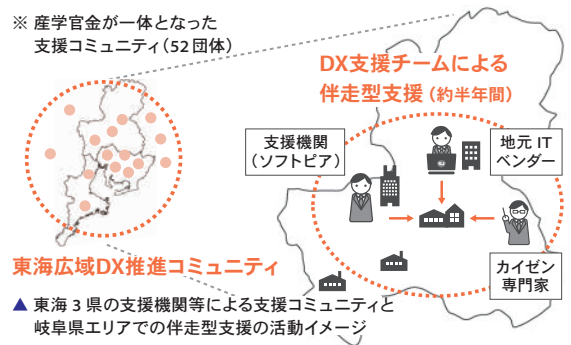 ※ 産学官金が一体となった
支援コミュニティ（52団体）
DX支援チームによる
伴走型支援（約半年間）
支援機関
（ソフトピア）
地元 IT
ベンダー
カイゼン
専門家
東海広域DX推進コミュニティ
▲ 東海 3 県の支援機関等による支援コミュニティと
岐阜県エリアでの伴走型支援の活動イメージ